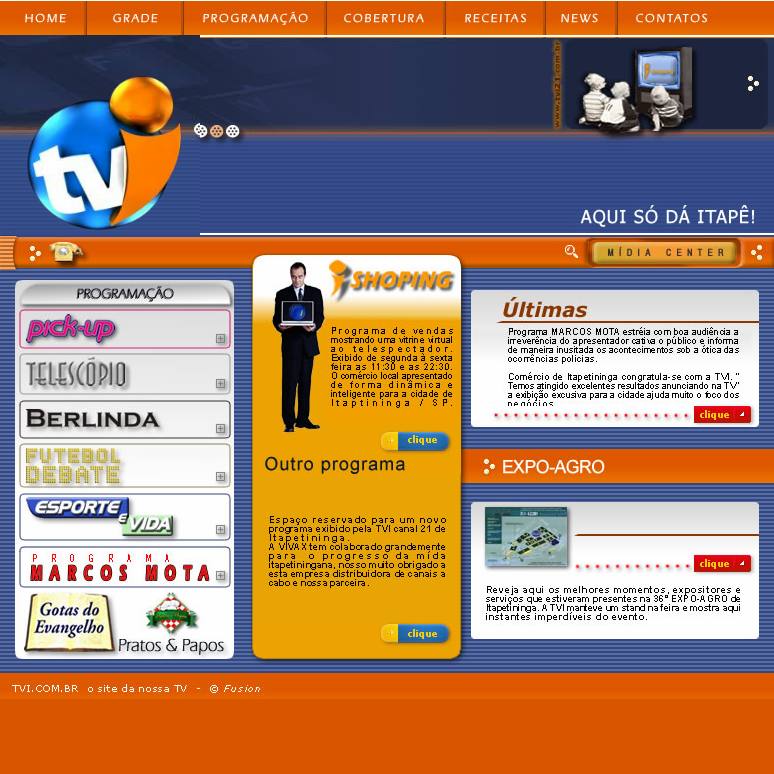 HOME GRADE PROGRAMAÇÃO COBERTURA RECEITAS NEWS CONTATOS
tvi
AQUI SÓ DÁ ITAPÊ!
MÍDIA CENTER
PROGRAMAÇÃO
PICK-UP
TELESCÓPIO
BERLINDA
FUTEBOL
DEBATE
ESPORTE
e VIDA
PROGRAMA
MARCOS MOTA
Gotas do
Evangelho
Pratos & Papos
iSHOPING
Programa de vendas
mostrando uma vitrine virtual
ao telespectador.
Exibido de segunda à sexta
feira as 11:30 e as 22:30.
O comércio local apresentado
de forma dinâmica e
inteligente para a cidade de
Itaptininga / SP.
clique
Outro programa
Espaço reservado para um novo
programa exibido pela TVI canal 21 de
Itapetininga.
A VIVAX tem colaborado grandemente
para o progresso da mída
itapetiningana, nosso muito obrigado a
esta empresa distribuidora de canais a
cabo e nossa parceira.
clique
Últimas
Programa MARCOS MOTA estréia com boa audiência a
irreverência do apresentador cativa o público e informa
de maneira inusitada os acontecimentos sob a ótica das
ocorrências policias.
Comércio de Itapetininga congratula-se com a TVI. "
Temos atingido excelentes resultados anunciando na TV"
a exibição excusiva para a cidade ajuda muito o foco dos
negócios
clique
EXPO-AGRO
clique
Reveja aqui os melhores momentos, expositores e
serviços que estiveram presentes na 36ª EXPO-AGRO de
Itapetininga. A TVI manteve um stand na feira e mostra aqui
instantes imperdíveis do evento.
TVI.COM.BR o site da nossa TV - © Fusion